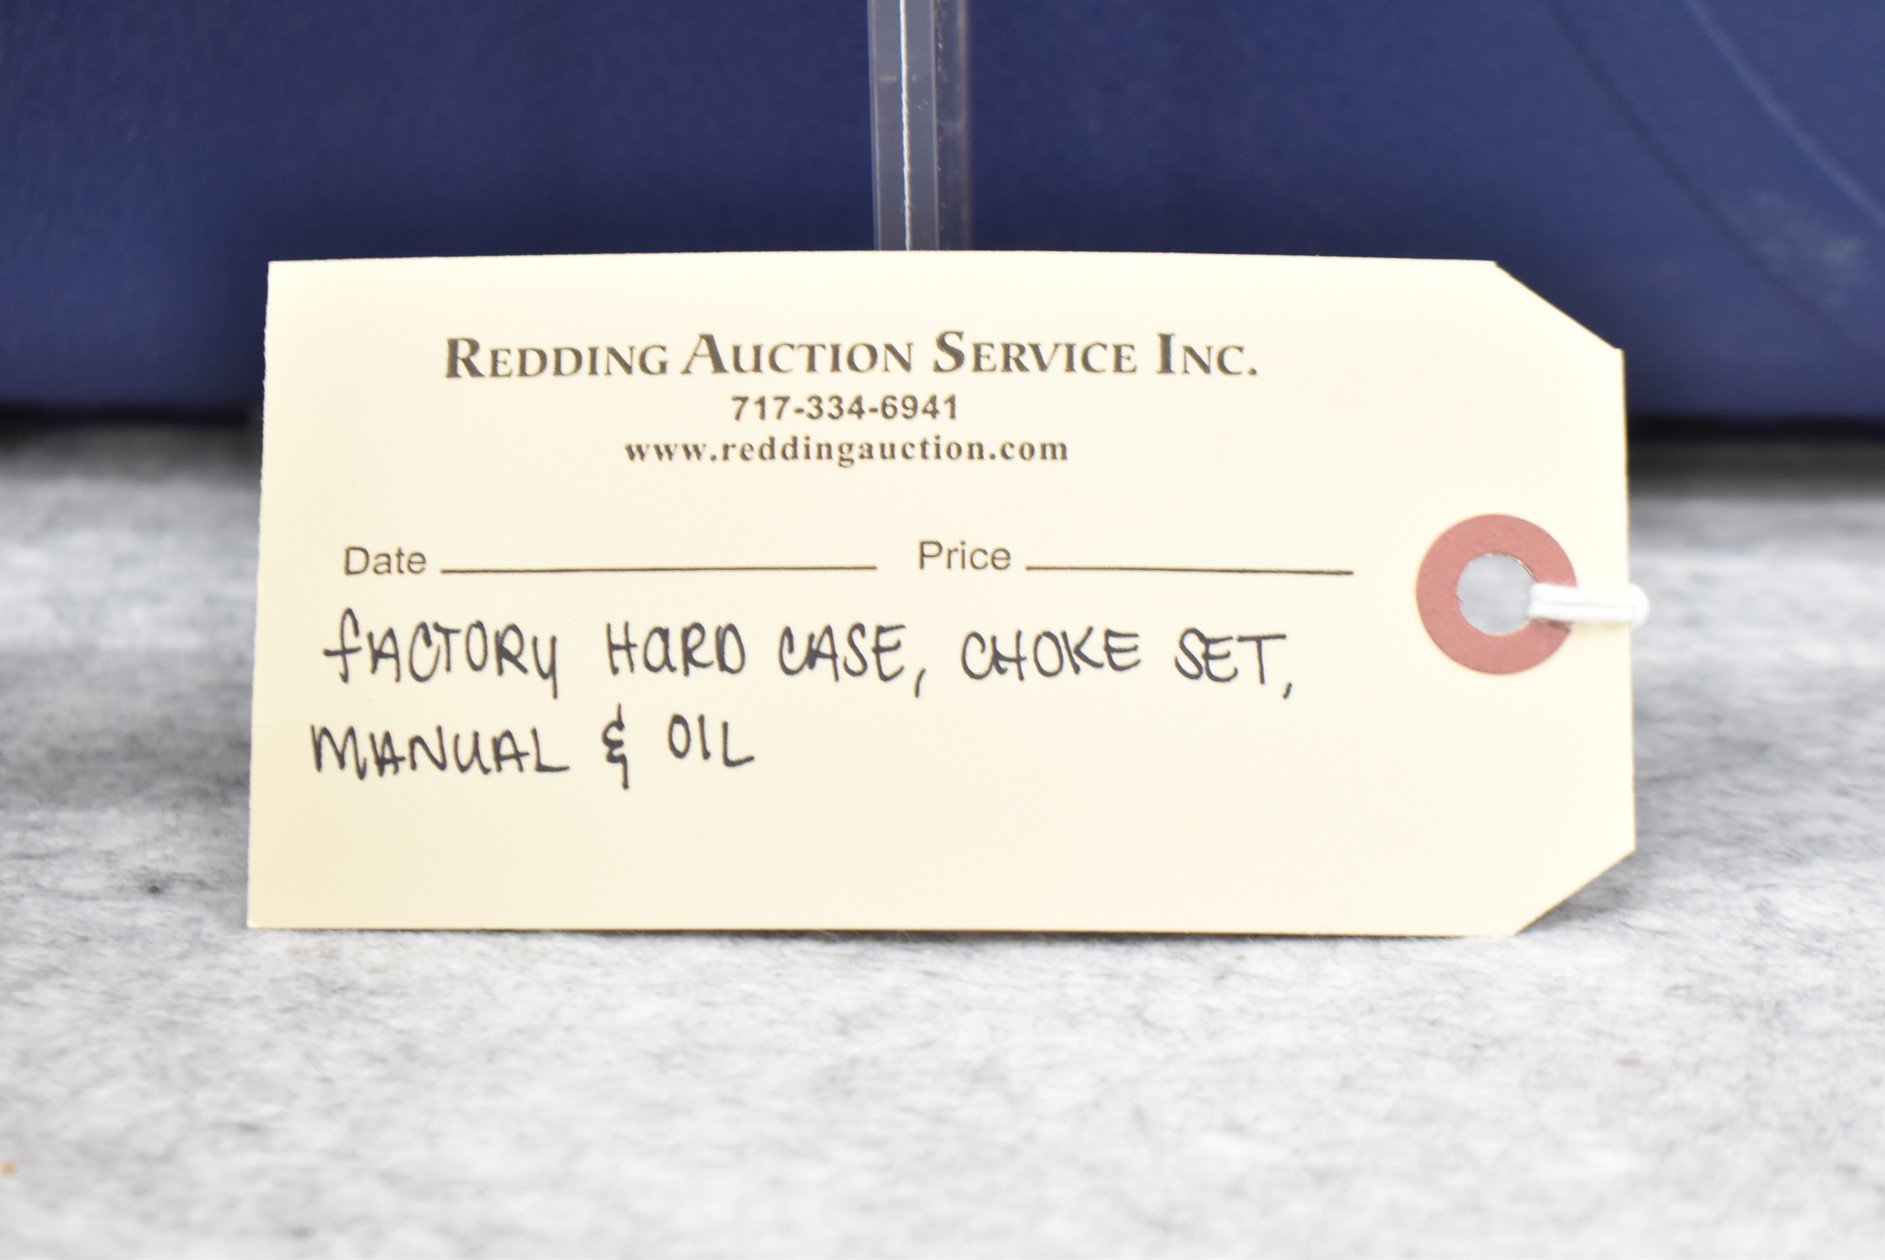 REDDING AUCTION SERVICE INC.
717-334-6941
www.reddingauction.com
Date Price
FACTORY HARD CASE, CHOKE SET,
MANUAL & OIL